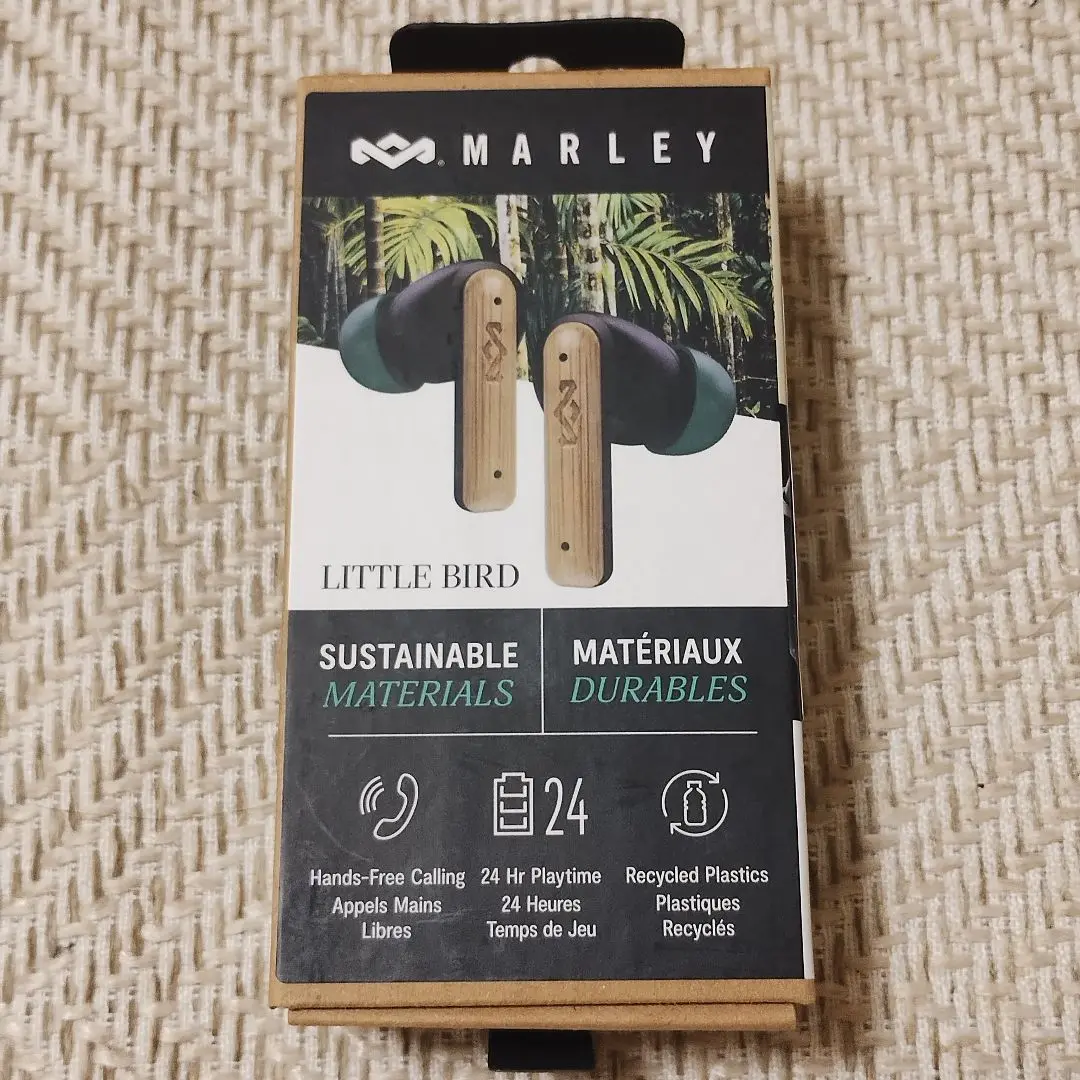 MARLEY
LITTLE BIRD
SUSTAINABLE
MATERIALS
MATÉRIAUX
DURABLES
24
Hands-Free Calling
Appels Mains
Libres
24 Hr Playtime
24 Heures
Temps de Jeu
Recycled Plastics
Plastiques
Recyclés